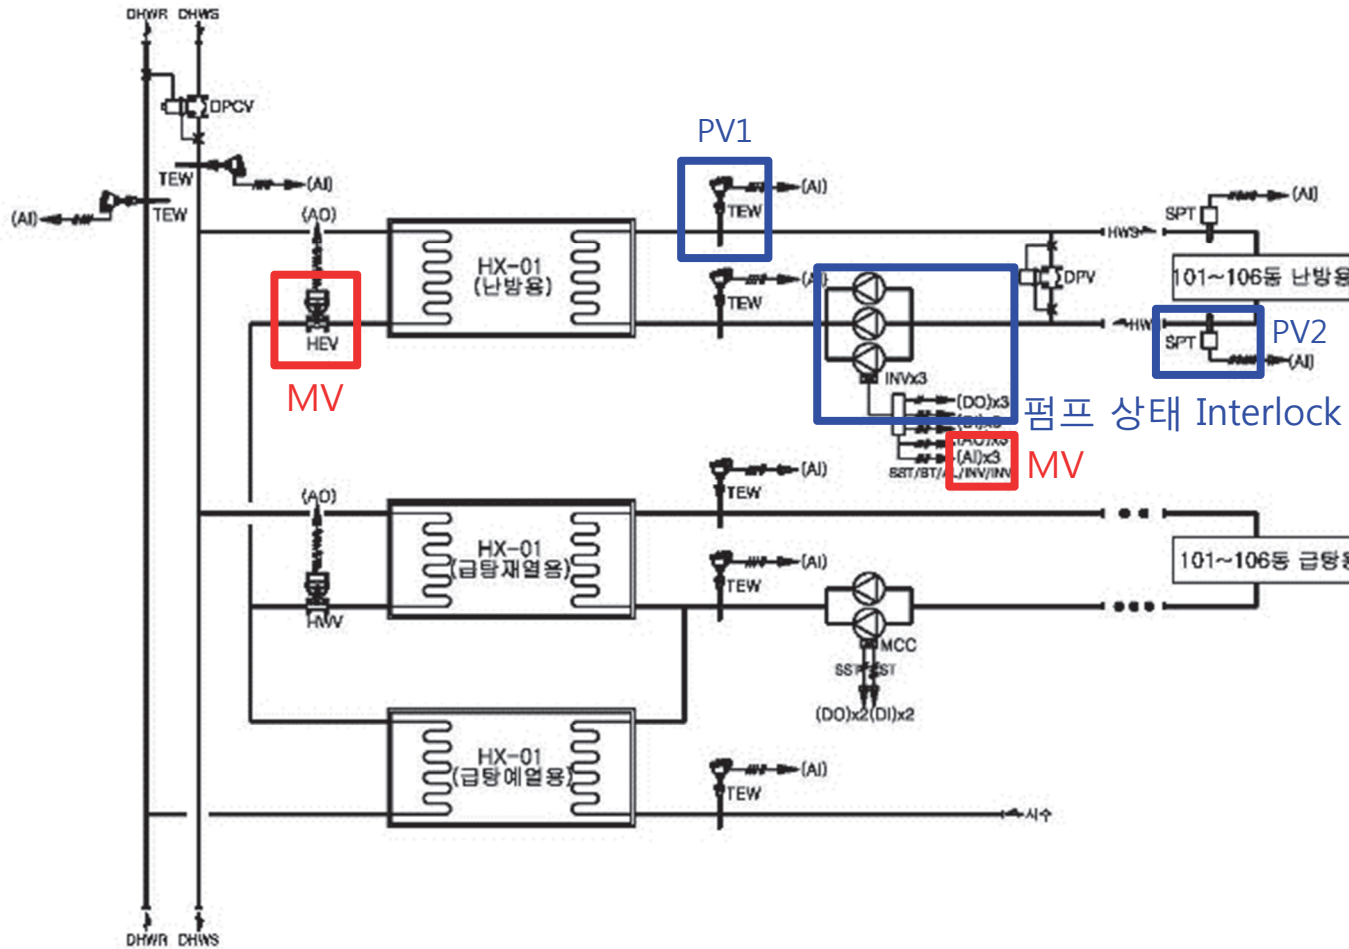 DHWR DHWS
DPCV
PV1
TEW
(AI)
(AI)
TEW
(AI)
TEW
(AO)
SPT
(AI)
HWS
HX-01
(난방용)
(AI)
TEW
DPV
101~106동 난방용
HEV
MV
HW
SPT
PV2
(AI)
INVx3
(DO)x3
펌프 상태 Interlock
(AI)x3
MV
(AO)
TEW
(AI)
HX-01
(급탕재열용)
(AI)
TEW
101~106동 급탕용
HWV
MCC
SST
ST
(DO)x2(DI)x2
HX-01
(급탕예열용)
(AI)
TEW
시수
DHWR DHWS